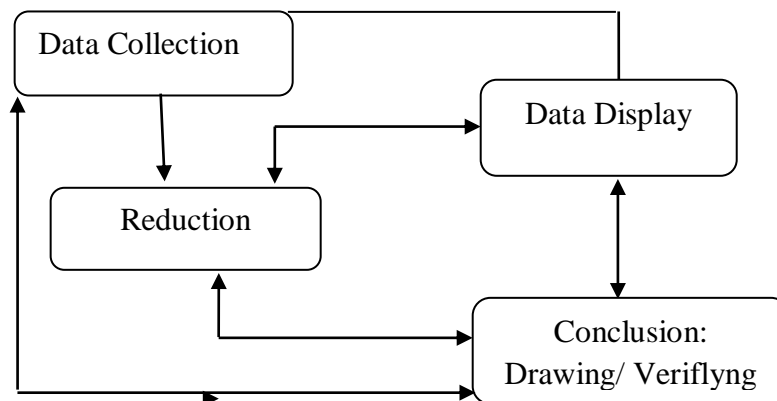 Data Collection
Data Display
Reduction
Conclusion:
Drawing/ Veriflyng